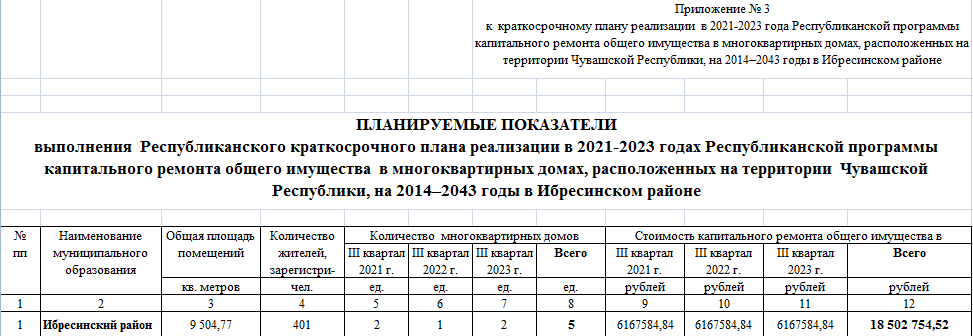 Приложение № 3
к краткосрочному плану реализации в 2021-2023 года Республиканской программы
капитального ремонта общего имущества в многоквартирных домах, расположенных на
территории Чувашской Республики, на 2014–2043 годы в Ибресинском районе
ПЛАНИРУЕМЫЕ ПОКАЗАТЕЛИ
выполнения Республиканского краткосрочного плана реализации в 2021-2023 годах Республиканской программы
капитального ремонта общего имущества в многоквартирных домах, расположенных на территории Чувашской
Республики, на 2014–2043 годы в Ибресинском районе
№ Наименование Общая площадь Количество Количество многоквартирных домов Стоимость капитального ремонта общего имущества в
пп муниципального помещений жителей, III квартал III квартал III квартал Всего III квартал III квартал III квартал Всего
образования зарегистри- 2021 г. 2022 г. 2023 г. 2021 г. 2022 г. 2023 г.
кв. метров чел. ед. ед. ед. ед. рублей рублей рублей рублей
1 2 3 4 5 6 7 8 9 10 11 12
1 Ибресинский район 9 504,77 401 2 1 2 5 6167584,84 6167584,84 6167584,84 18 502 754,52